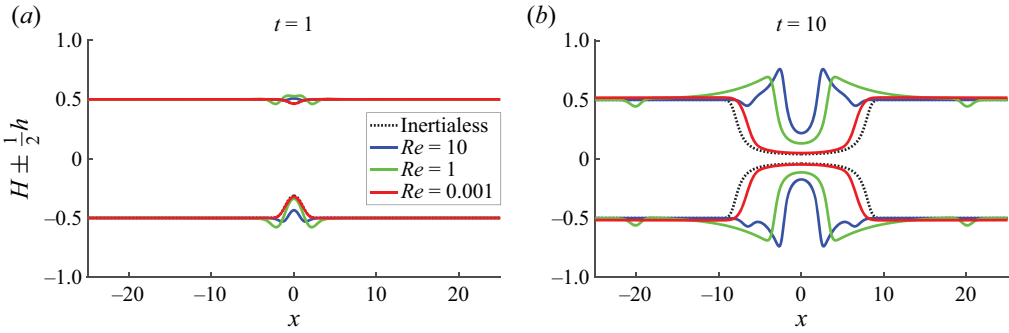 (a)
t = 1
(b)
t = 10
H ± 1/2 h
1.0
0.5
0
−0.5
−1.0
Inertialess
Re = 10
Re = 1
Re = 0.001
−20
−10
0
10
20
x
1.0
0.5
0
−0.5
−1.0
−20
−10
0
10
20
x